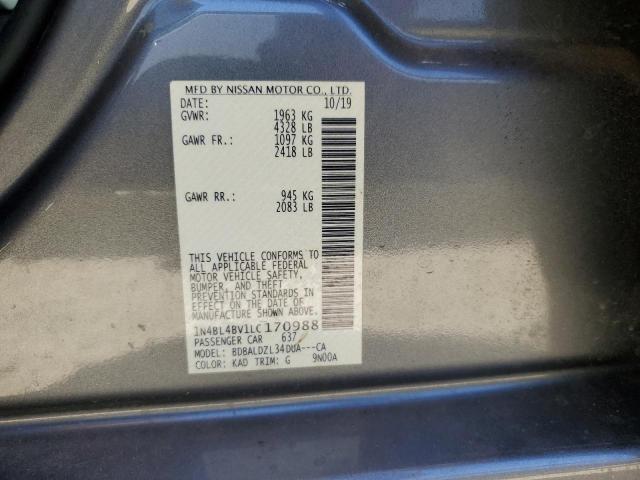 MFD BY NISSAN MOTOR CO., LTD.
DATE: 10/19
GVWR: 1963 KG
4328 LB
GAWR FR.: 1097 KG
2418 LB
GAWR RR.: 945 KG
2083 LB
THIS VEHICLE CONFORMS TO
ALL APPLICABLE FEDERAL
MOTOR VEHICLE SAFETY,
BUMPER, AND THEFT
PREVENTION STANDARDS IN
EFFECT ON THE DATE OF
MANUFACTURE SHOWN ABOVE.
1N4BL4BV1LC170988
PASSENGER CAR 637
MODEL: BDBALDZL34DUA---CA
COLOR: KAD TRIM: G 9N00A